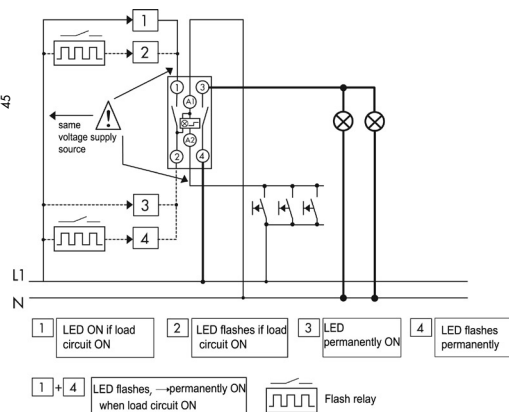 1
2
45
1
3
A1
same
voltage supply
source
A2
2
4
3
4
L1
N
1 LED ON if load
circuit ON
2 LED flashes if load
circuit ON
3 LED
permanently ON
4 LED flashes
permanently
1 + 4 LED flashes, →permanently ON
when load circuit ON
Flash relay